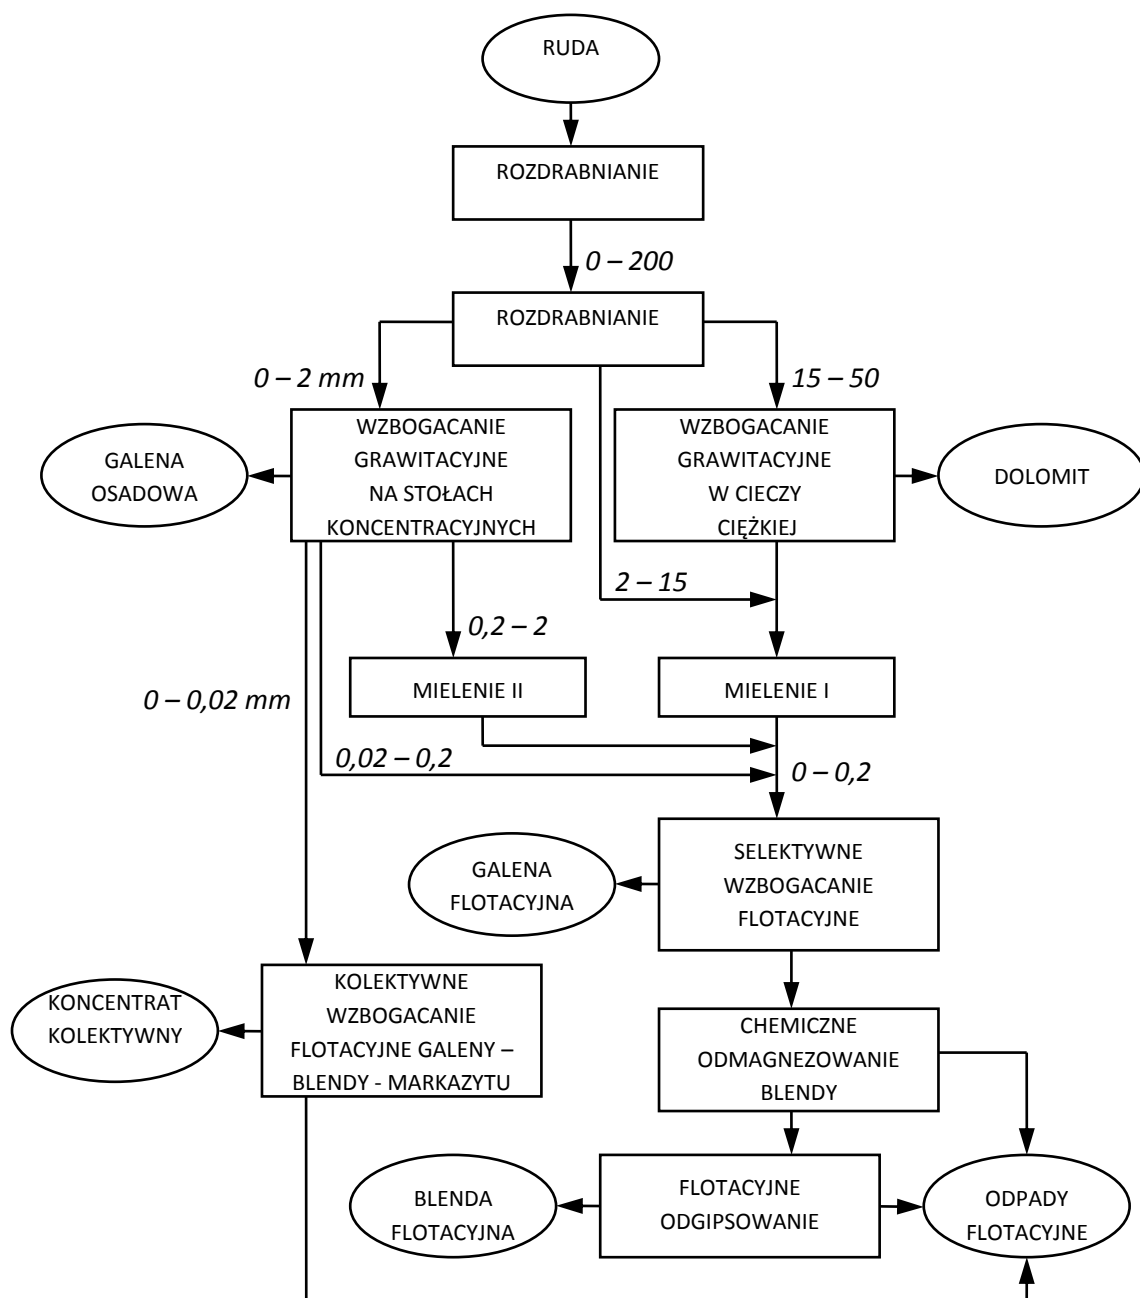 RUDA
ROZDRABNIANIE
0 – 200
ROZDRABNIANIE
0 – 2 mm
15 – 50
WZBOGACANIE
GRAWITACYJNE
NA STOŁACH
KONCENTRACYJNYCH
WZBOGACANIE
GRAWITACYJNE
W CIECZY
CIĘŻKIEJ
GALENA
OSADOWA
DOLOMIT
2 – 15
0,2 – 2
MIELENIE II
MIELENIE I
0 – 0,02 mm
0,02 – 0,2
0 – 0,2
SELEKTYWNE
WZBOGACANIE
FLOTACYJNE
GALENA
FLOTACYJNA
KOLEKTYWNE
WZBOGACANIE
FLOTACYJNE GALENY –
BLENDY - MARKAZYTU
KONCENTRAT
KOLEKTYWNY
CHEMICZNE
ODMAGNEZOWANIE
BLENDY
BLENDA
FLOTACYJNA
FLOTACYJNE
ODGIPSOWANIE
ODPADY
FLOTACYJNE